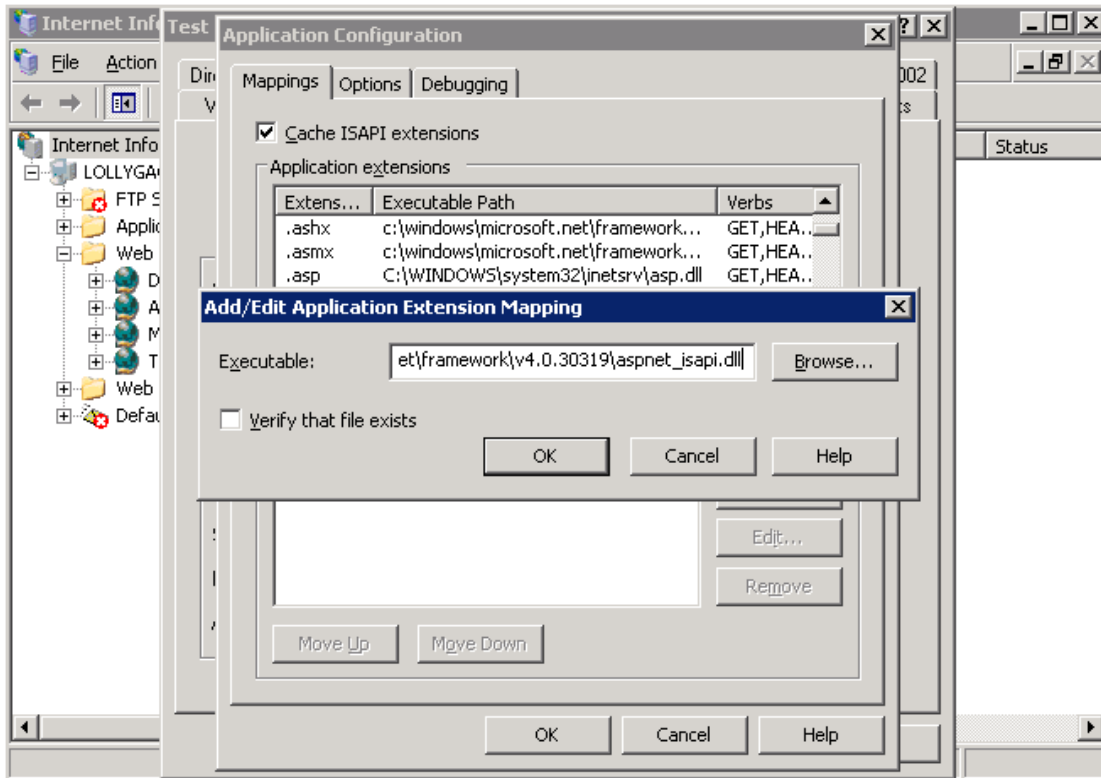 Internet Inf
Test
Application Configuration
File Action
Dir
Mappings Options Debugging
002
V
ts
Cache ISAPI extensions
Internet Info
Status
LOLLYGA
Application extensions
FTP S
Extens... Executable Path Verbs
Applic
.ashx c:\windows\microsoft.net\framework... GET,HEA..
Web
.asmx c:\windows\microsoft.net\framework... GET,HEA..
D
.asp C:\WINDOWS\system32\inetsrv\asp.dll GET,HEA..
A
Add/Edit Application Extension Mapping
M
T
Executable: et\framework\v4.0.30319\aspnet_isapi.dll Browse...
Web
Defau
Verify that file exists
OK Cancel Help
Edit...
Remove
Move Up Move Down
OK Cancel Help